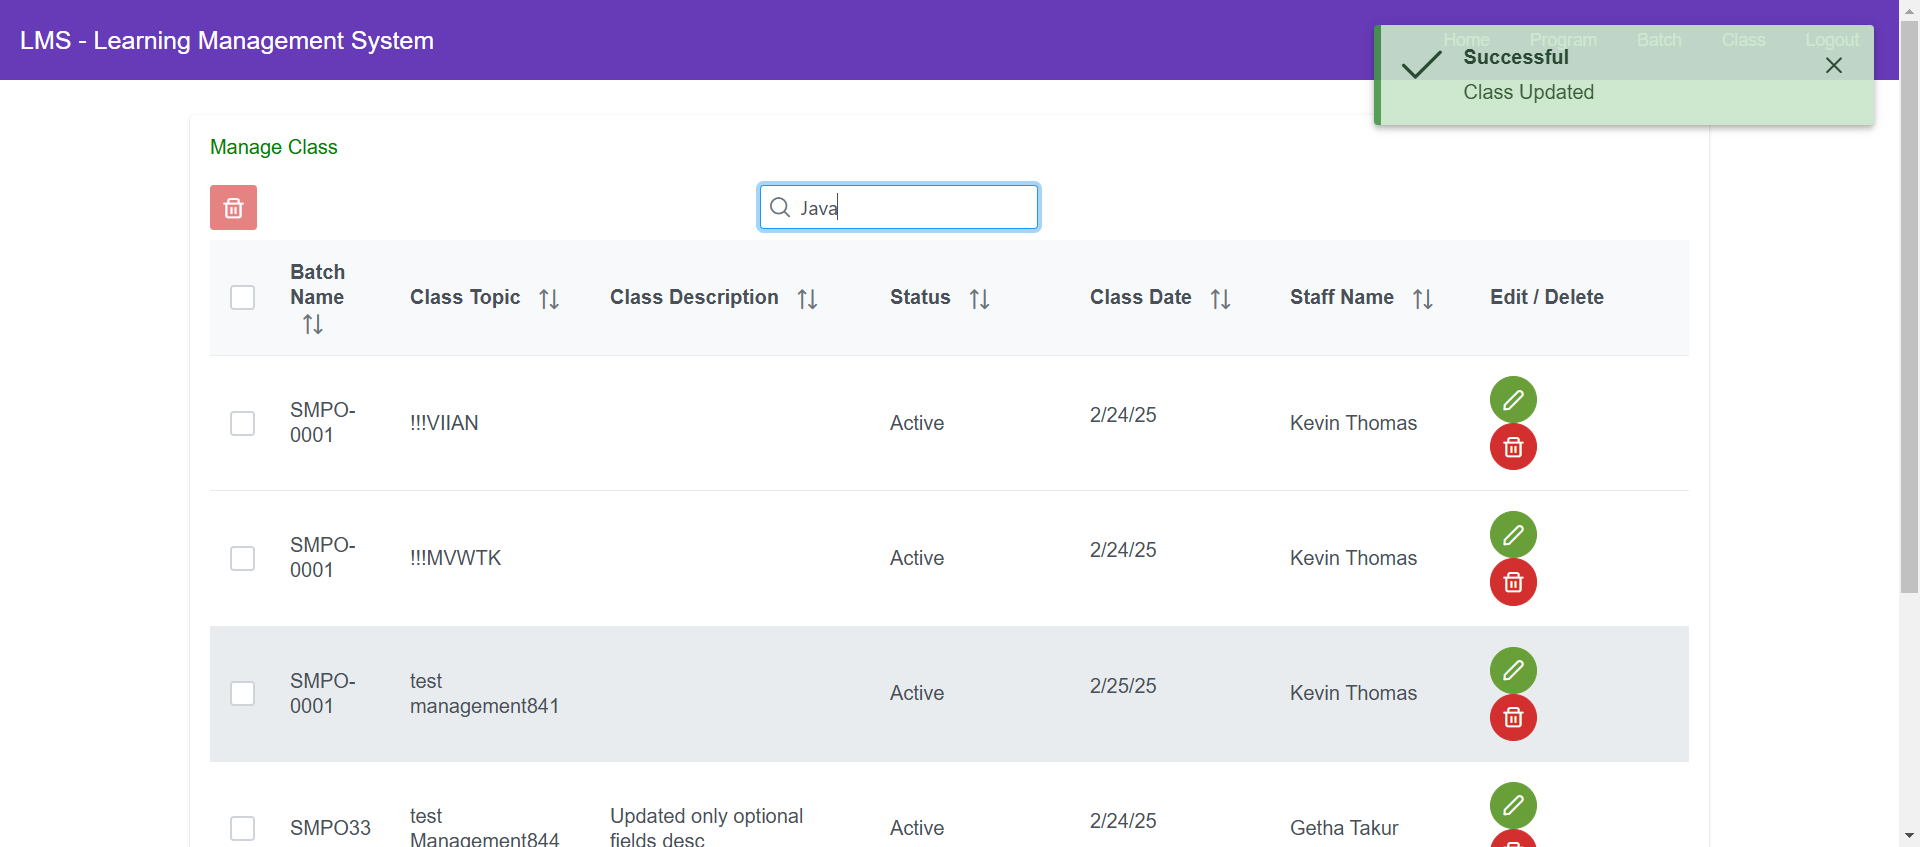 LMS - Learning Management System
Home Program Batch Class Logout
Successful
Class Updated
Manage Class
Java
Batch Name Class Topic Class Description Status Class Date Staff Name Edit / Delete
SMPO-0001 !!!VIIAN Active 2/24/25 Kevin Thomas
SMPO-0001 !!!MVWTK Active 2/24/25 Kevin Thomas
SMPO-0001 test management841 Active 2/25/25 Kevin Thomas
SMPO33 test Management844 Updated only optional fields desc Active 2/24/25 Getha Takur